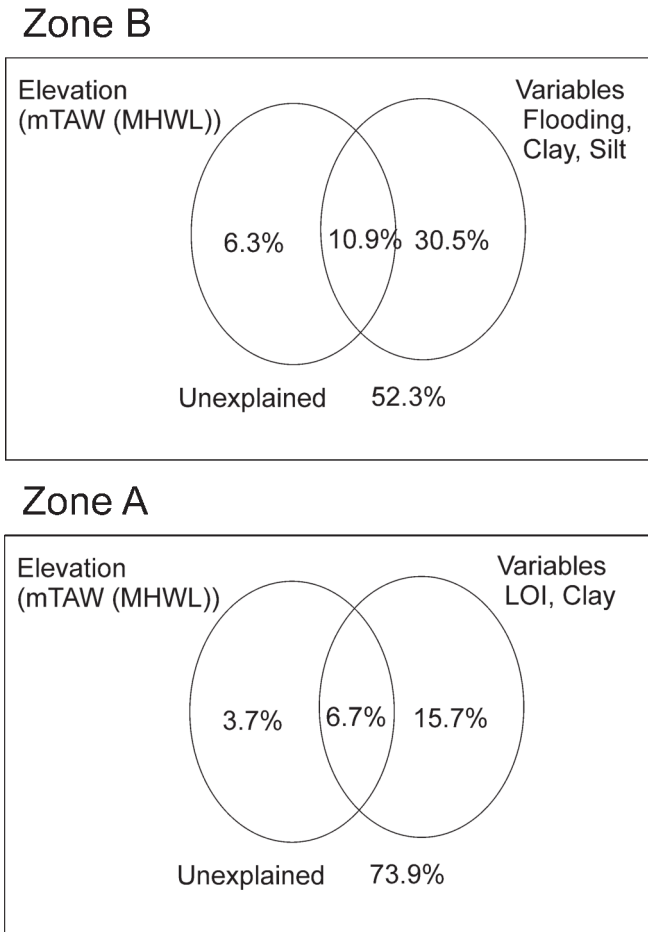 Zone B
Elevation
(mTAW (MHWL))
Variables
Flooding,
Clay, Silt
6.3%
10.9%
30.5%
Unexplained 52.3%
Zone A
Elevation
(mTAW (MHWL))
Variables
LOI, Clay
3.7%
6.7%
15.7%
Unexplained 73.9%